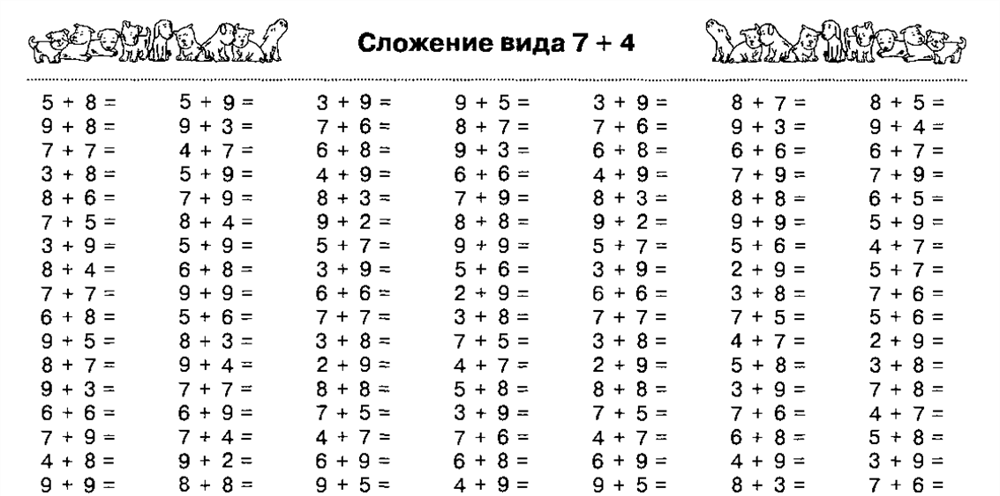 Сложение вида 7 + 4
5 + 8 = 5 + 9 = 3 + 9 = 9 + 5 = 3 + 9 = 8 + 7 = 8 + 5 =
9 + 8 = 9 + 3 = 7 + 6 = 8 + 7 = 7 + 6 = 9 + 3 = 9 + 4 =
7 + 7 = 4 + 7 = 6 + 8 = 9 + 3 = 6 + 8 = 6 + 6 = 6 + 7 =
3 + 8 = 5 + 9 = 4 + 9 = 6 + 6 = 4 + 9 = 7 + 9 = 7 + 9 =
8 + 6 = 7 + 9 = 8 + 3 = 7 + 9 = 8 + 3 = 8 + 8 = 6 + 5 =
7 + 5 = 8 + 4 = 9 + 2 = 8 + 8 = 9 + 2 = 9 + 9 = 5 + 9 =
3 + 9 = 5 + 9 = 5 + 7 = 9 + 9 = 5 + 7 = 5 + 6 = 4 + 7 =
8 + 4 = 6 + 8 = 3 + 9 = 5 + 6 = 3 + 9 = 2 + 9 = 5 + 7 =
7 + 7 = 9 + 9 = 6 + 6 = 2 + 9 = 6 + 6 = 3 + 8 = 7 + 6 =
6 + 8 = 5 + 6 = 7 + 7 = 3 + 8 = 7 + 7 = 7 + 5 = 5 + 6 =
9 + 5 = 8 + 3 = 3 + 8 = 7 + 5 = 3 + 8 = 4 + 7 = 2 + 9 =
8 + 7 = 9 + 4 = 2 + 9 = 4 + 7 = 2 + 9 = 5 + 8 = 3 + 8 =
9 + 3 = 7 + 7 = 8 + 8 = 5 + 8 = 8 + 8 = 3 + 9 = 7 + 8 =
6 + 6 = 6 + 9 = 7 + 5 = 3 + 9 = 7 + 5 = 7 + 6 = 4 + 7 =
7 + 9 = 7 + 4 = 4 + 7 = 7 + 6 = 4 + 7 = 6 + 8 = 5 + 8 =
4 + 8 = 9 + 2 = 6 + 9 = 6 + 8 = 6 + 9 = 4 + 9 = 3 + 9 =
9 + 9 = 8 + 8 = 9 + 5 = 4 + 9 = 9 + 5 = 8 + 3 = 7 + 6 =